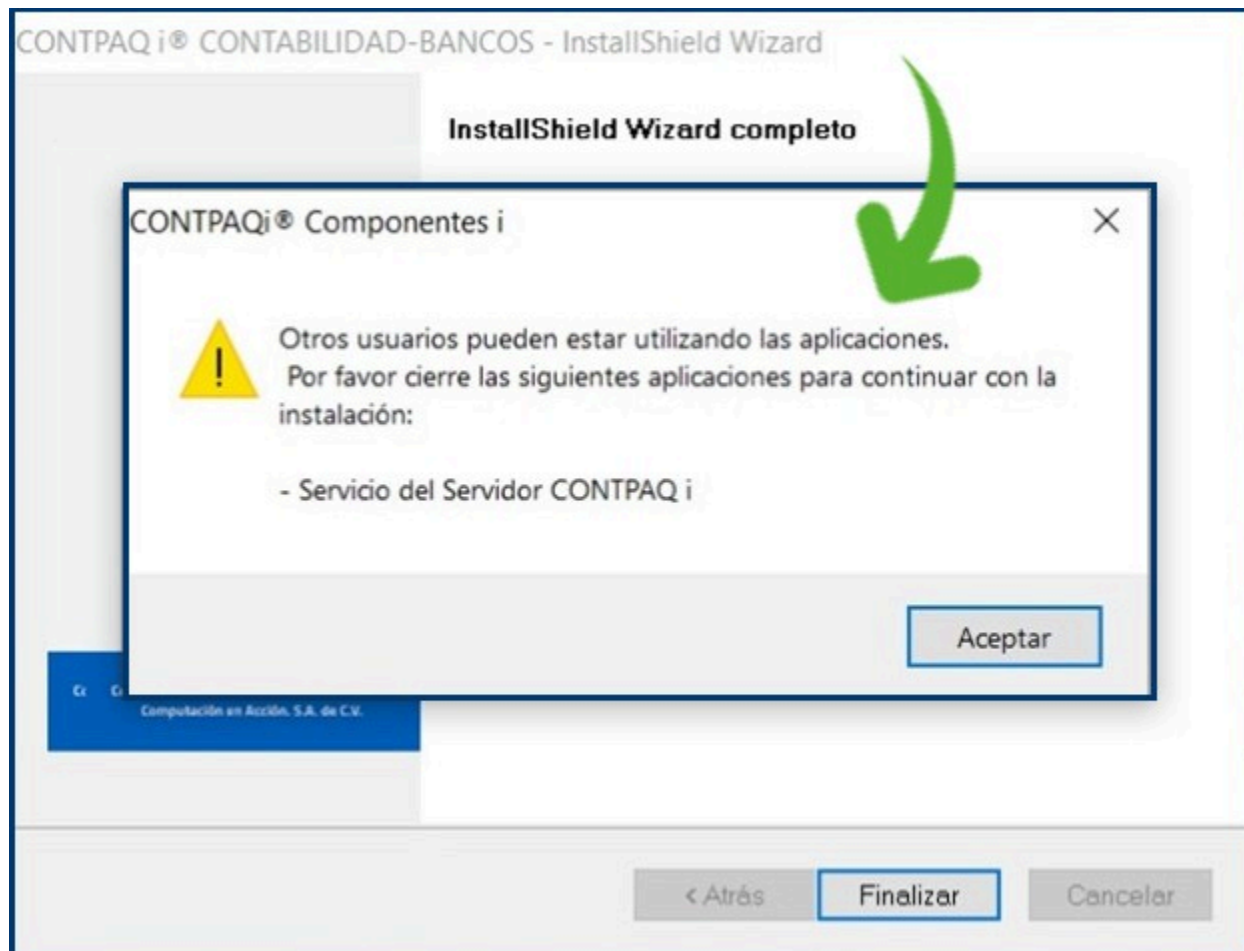 CONTPAQ i® CONTABILIDAD-BANCOS - InstallShield Wizard
InstallShield Wizard completo
CONTPAQi® Componentes i
Otros usuarios pueden estar utilizando las aplicaciones.
Por favor cierre las siguientes aplicaciones para continuar con la
instalación:
- Servicio del Servidor CONTPAQ i
Aceptar
Computación en Acción, S.A. de C.V.
< Atrás
Finalizar
Cancelar